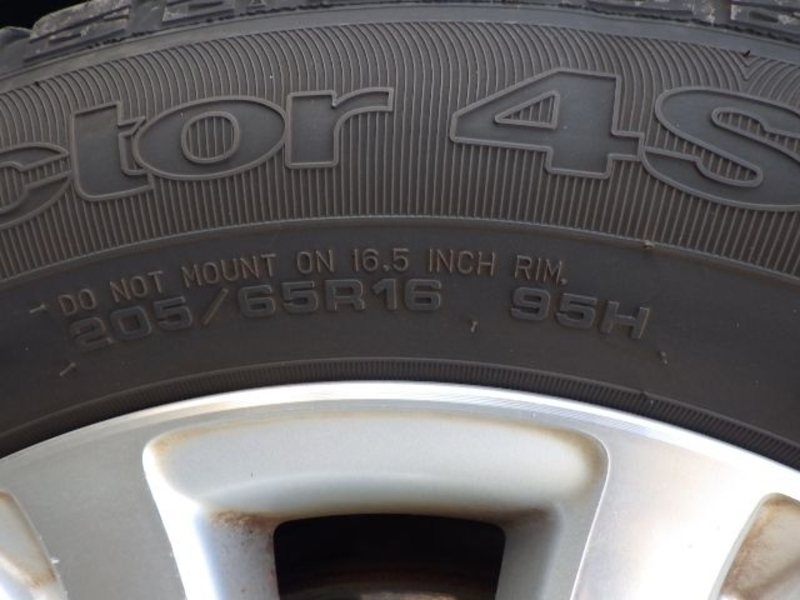 ctor 4S
DO NOT MOUNT ON 16.5 INCH RIM.
205/65R16 95H